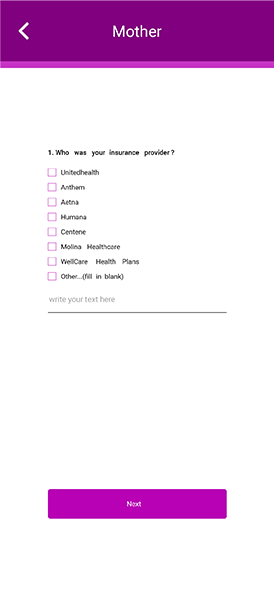 Mother
1. Who was your insurance provider?
Unitedhealth
Anthem
Aetna
Humana
Centene
Molina Healthcare
WellCare Health Plans
Other...(fill in blank)
write your text here
Next